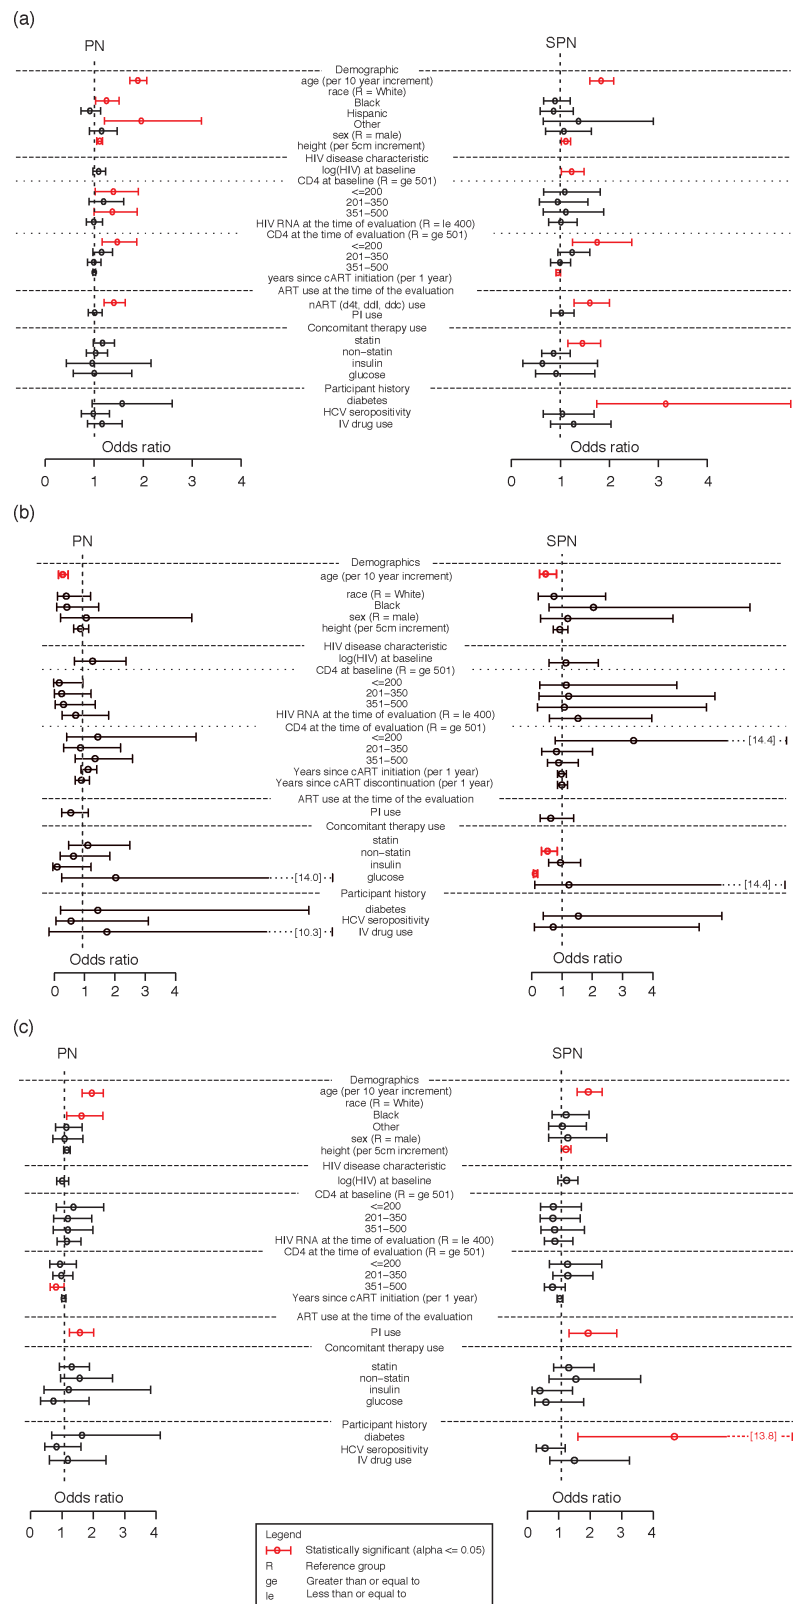 (a)
PN
SPN
Demographic
age (per 10 year increment)
race (R = White)
Black
Hispanic
Other
sex (R = male)
height (per 5cm increment)
HIV disease characteristic
log(HIV) at baseline
CD4 at baseline (R = ge 501)
<=200
201–350
351–500
HIV RNA at the time of evaluation (R = le 400)
CD4 at the time of evaluation (R = ge 501)
<=200
201–350
351–500
years since cART initiation (per 1 year)
ART use at the time of the evaluation
nART (d4t, ddI, ddc) use
PI use
Concomitant therapy use
statin
non−statin
insulin
glucose
Participant history
diabetes
HCV seropositivity
IV drug use
Odds ratio
Odds ratio
0 1 2 3 4
0 1 2 3 4
(b)
PN
SPN
Demographics
age (per 10 year increment)
race (R = White)
Black
sex (R = male)
height (per 5cm increment)
HIV disease characteristic
log(HIV) at baseline
CD4 at baseline (R = ge 501)
<=200
201−350
351−500
HIV RNA at the time of evaluation (R = le 400)
CD4 at the time of evaluation (R = ge 501)
<=200
[14.4]
201−350
351−500
Years since cART initiation (per 1 year)
Years since cART discontinuation (per 1 year)
ART use at the time of the evaluation
PI use
Concomitant therapy use
statin
non−statin
insulin
[14.0]
glucose
[14.4]
Participant history
diabetes
HCV seropositivity
[10.3]
IV drug use
Odds ratio
Odds ratio
0 1 2 3 4
0 1 2 3 4
(c)
PN
SPN
Demographics
age (per 10 year increment)
race (R = White)
Black
Other
sex (R = male)
height (per 5cm increment)
HIV disease characteristic
log(HIV) at baseline
CD4 at baseline (R = ge 501)
<=200
201−350
351−500
HIV RNA at the time of evaluation (R = le 400)
CD4 at the time of evaluation (R = ge 501)
<=200
201−350
351−500
Years since cART initiation (per 1 year)
ART use at the time of the evaluation
PI use
Concomitant therapy use
statin
non−statin
insulin
glucose
Participant history
diabetes
[13.8]
HCV seropositivity
IV drug use
Odds ratio
Odds ratio
0 1 2 3 4
0 1 2 3 4
Legend
Statistically significant (alpha <= 0.05)
R Reference group
ge Greater than or equal to
le Less than or equal to